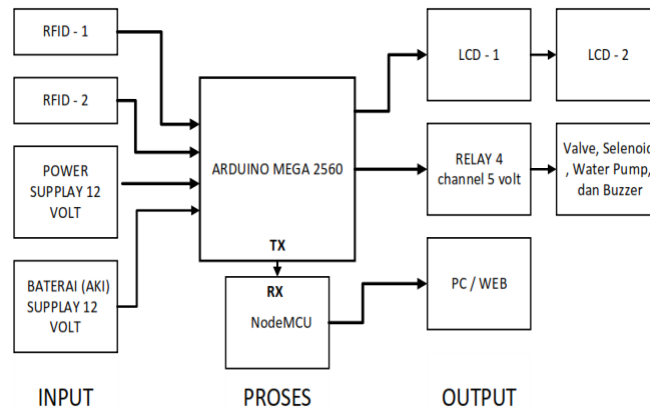 RFID - 1
RFID - 2
POWER
SUPPLAY 12
VOLT
BATERAI (AKI)
SUPPLAY 12
VOLT
INPUT
ARDUINO MEGA 2560
TX
RX
NodeMCU
PROSES
LCD - 1
LCD - 2
RELAY 4
channel 5 volt
Valve, Selenoid
, Water Pump,
dan Buzzer
PC / WEB
OUTPUT